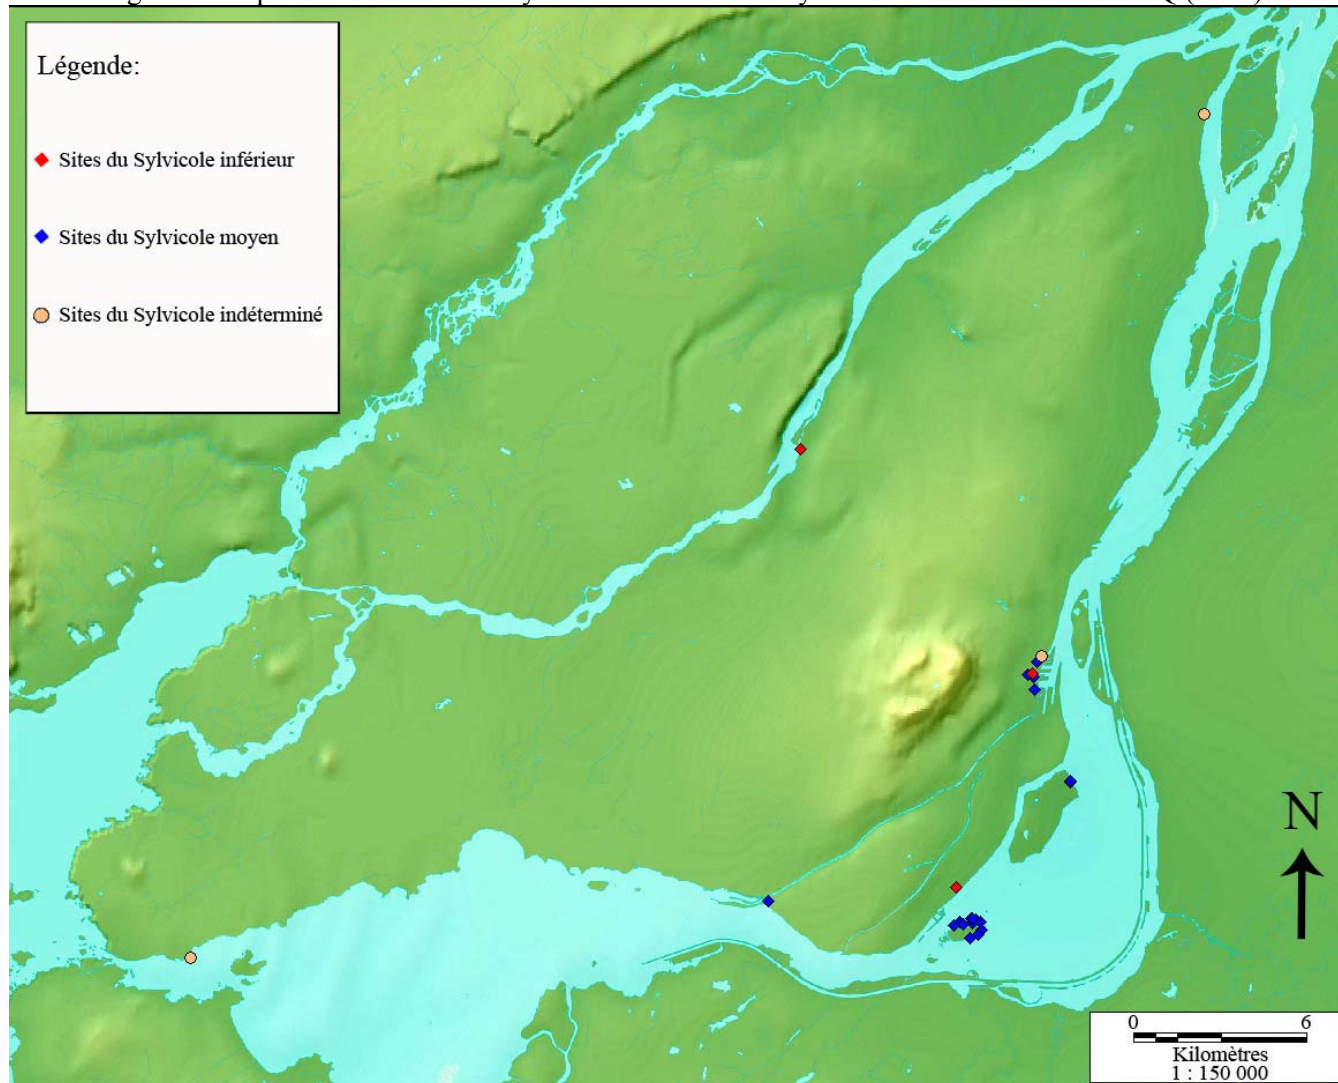 Légende:
Sites du Sylvicole inférieur
Sites du Sylvicole moyen
Sites du Sylvicole indéterminé
N
0 6
Kilomètres
1 : 150 000